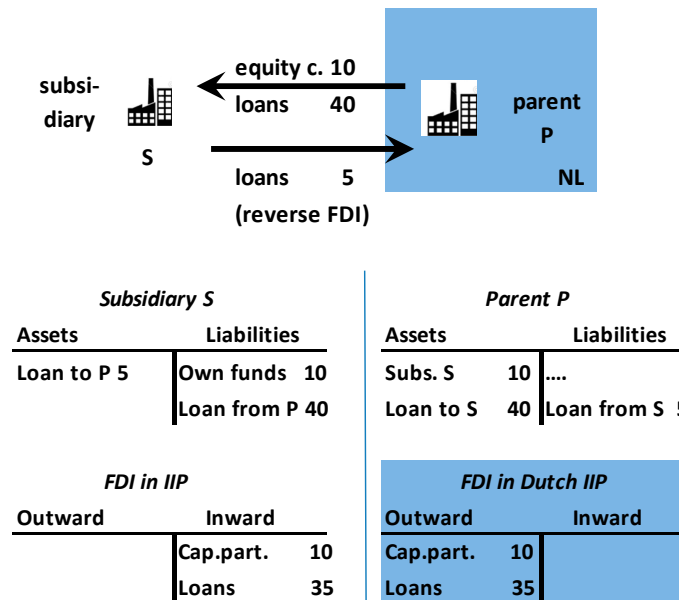 equity c. 10
subsi-
diary
loans 40
parent
P
S
loans 5
NL
(reverse FDI)
Subsidiary S
Parent P
Assets Liabilities
Assets Liabilities
Loan to P 5 Own funds 10
Subs. S 10 ....
Loan from P 40
Loan to S 40 Loan from S
FDI in IIP
FDI in Dutch IIP
Outward Inward
Outward Inward
Cap.part. 10
Cap.part. 10
Loans 35
Loans 35